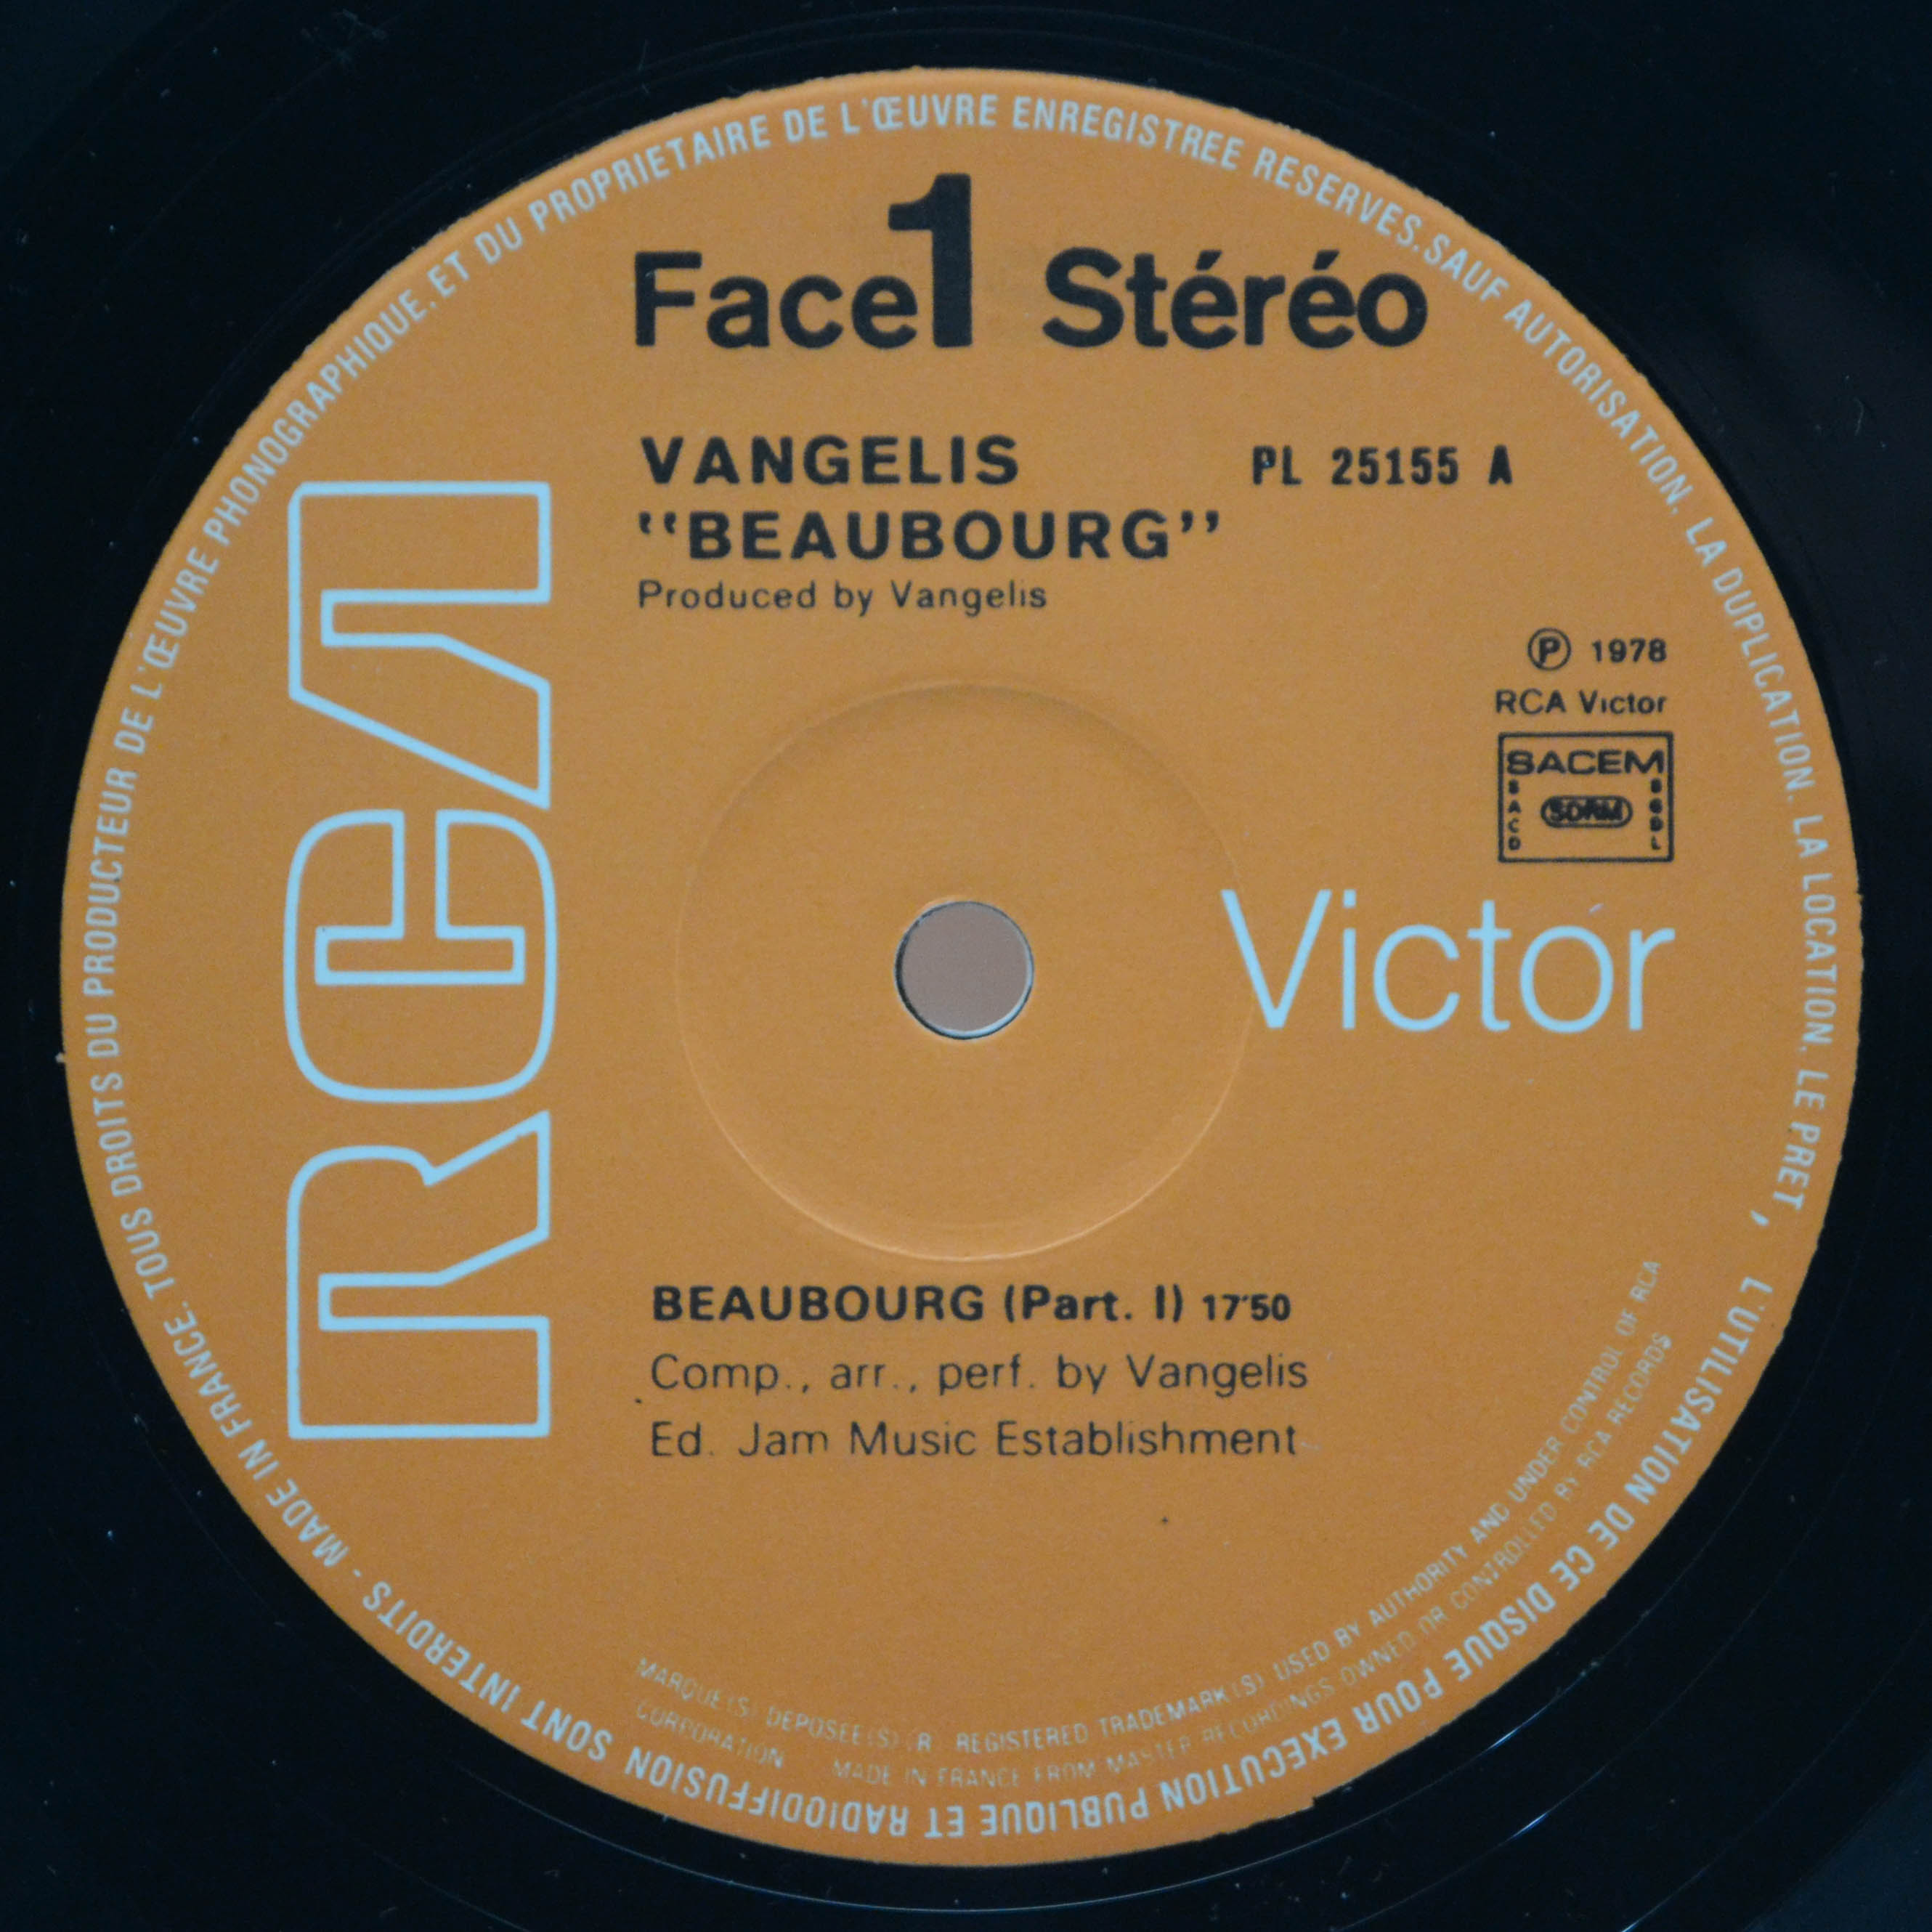 Face 1 Stéréo
VANGELIS PL 25155 A
“BEAUBOURG”
Produced by Vangelis
Ⓟ 1978
RCA Victor
SACEM
SACD SDRM SGDL
RCA
Victor
BEAUBOURG (Part. I) 17'50
Comp., arr., perf. by Vangelis
Ed. Jam Music Establishment
MARQUE(S) DEPOSEE(S) (R) REGISTERED TRADEMARK(S) USED BY AUTHORITY AND UNDER CONTROL OF RCA
CORPORATION MADE IN FRANCE FROM MASTER RECORDINGS OWNED OR CONTROLLED BY RCA RECORDS
MADE IN FRANCE. TOUS DROITS DU PRODUCTEUR DE L'ŒUVRE PHONOGRAPHIQUE. ET DU PROPRIETAIRE DE L'ŒUVRE ENREGISTREE RESERVES. SAUF AUTORISATION. LA DUPLICATION. LA LOCATION. LE PRET, L'UTILISATION DE CE DISQUE POUR EXECUTION PUBLIQUE ET RADIODIFFUSION SONT INTERDITS -